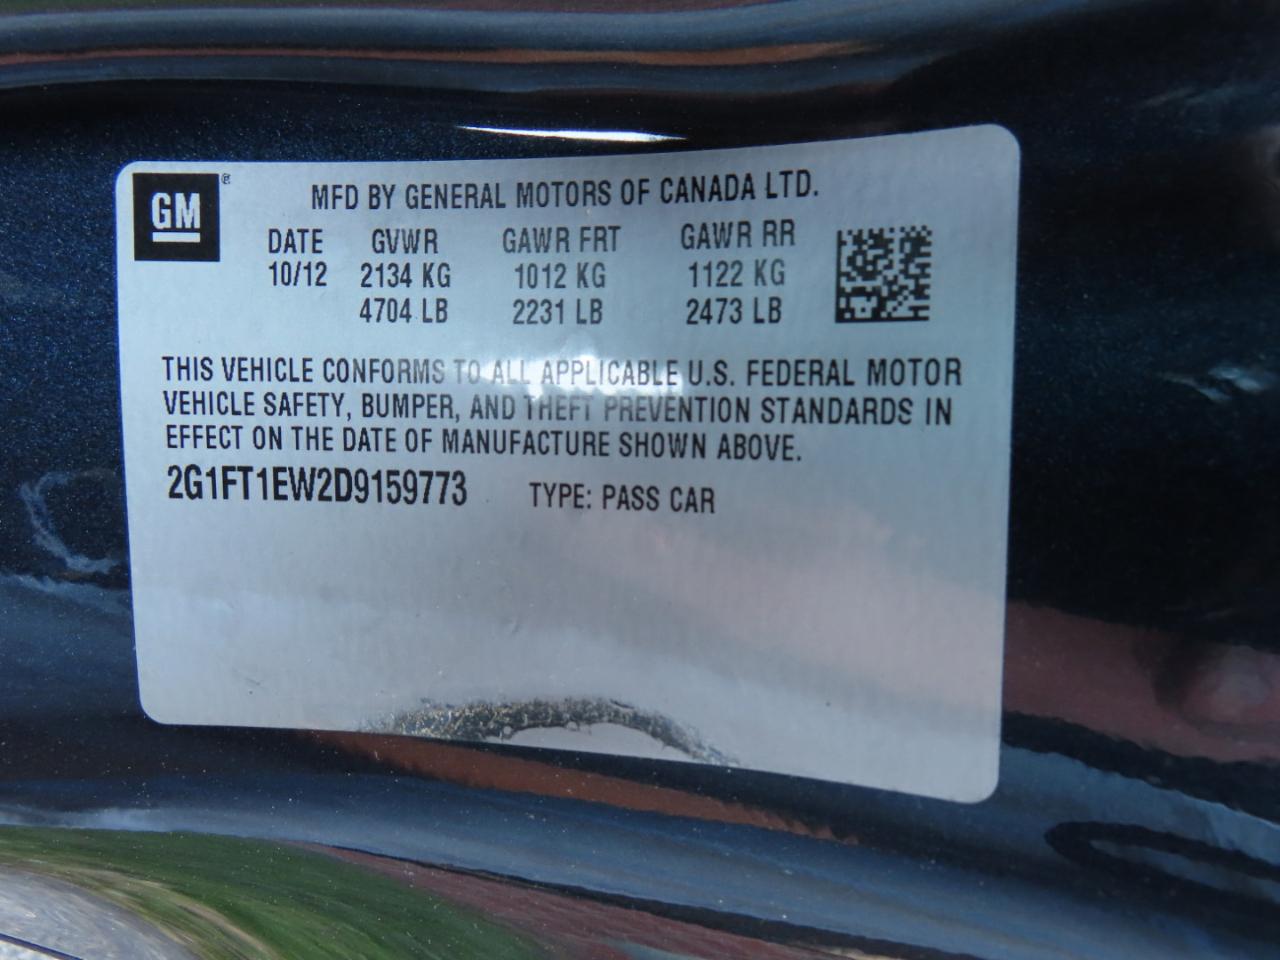 GM®
MFD BY GENERAL MOTORS OF CANADA LTD.
DATE GVWR GAWR FRT GAWR RR
10/12 2134 KG 1012 KG 1122 KG
4704 LB 2231 LB 2473 LB
THIS VEHICLE CONFORMS TO ALL APPLICABLE U.S. FEDERAL MOTOR
VEHICLE SAFETY, BUMPER, AND THEFT PREVENTION STANDARDS IN
EFFECT ON THE DATE OF MANUFACTURE SHOWN ABOVE.
2G1FT1EW2D9159773 TYPE: PASS CAR